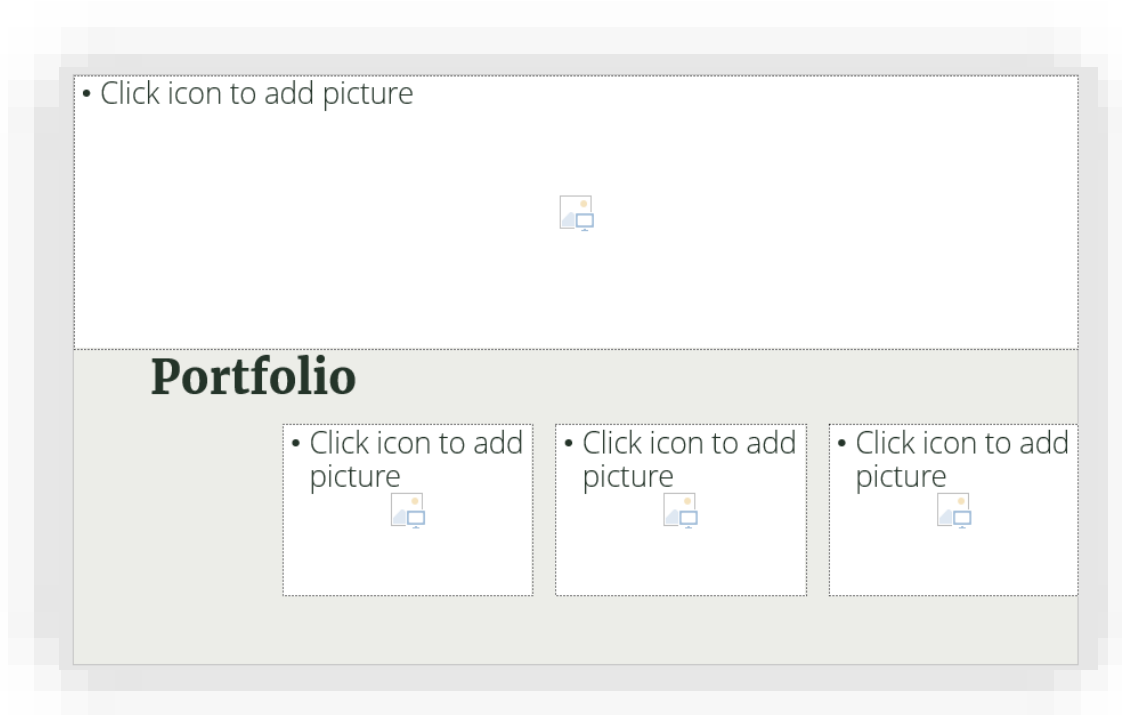 • Click icon to add picture
Portfolio
• Click icon to add
picture
• Click icon to add
picture
• Click icon to add
picture